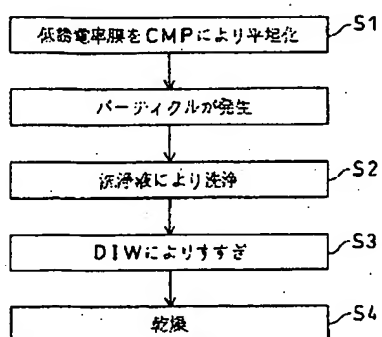 低誘電率膜をCMPにより平坦化
S1
パーティクルが発生
洗浄液により洗浄
S2
DIWによりすすぎ
S3
乾燥
S4